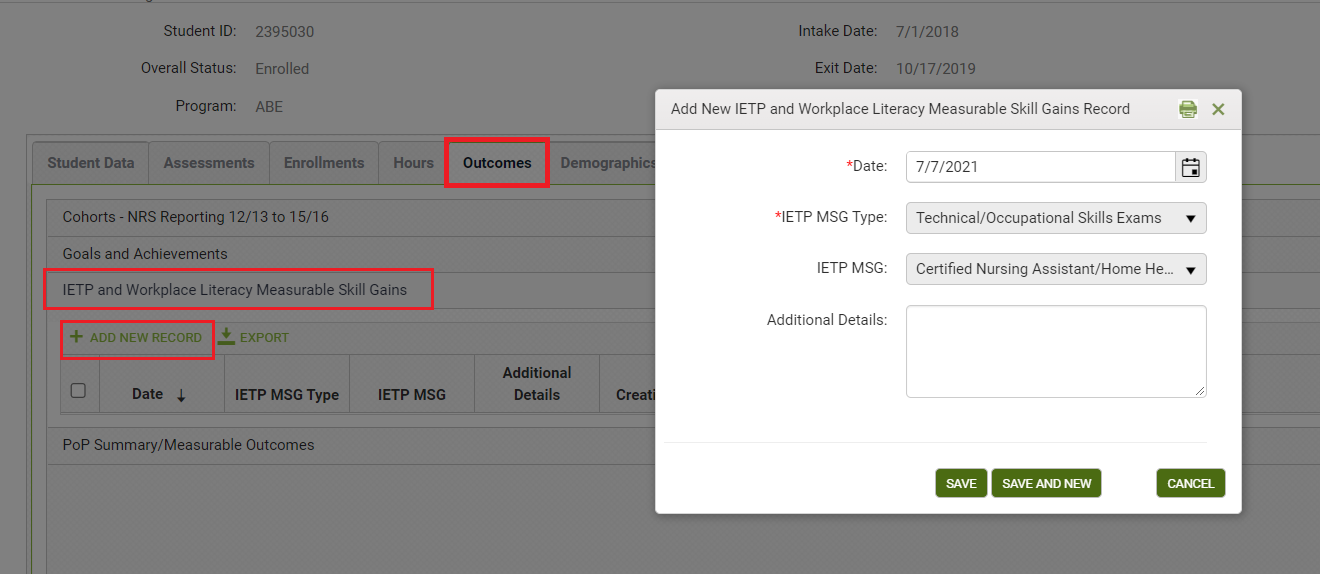 Student ID: 2395030 Intake Date: 7/1/2018
Overall Status: Enrolled Exit Date: 10/17/2019
Program: ABE
Student Data Assessments Enrollments Hours Outcomes Demographics
Cohorts - NRS Reporting 12/13 to 15/16
Goals and Achievements
IETP and Workplace Literacy Measurable Skill Gains
ADD NEW RECORD EXPORT
Date IETP MSG Type IETP MSG Additional Details Creati
PoP Summary/Measurable Outcomes
Add New IETP and Workplace Literacy Measurable Skill Gains Record
*Date: 7/7/2021
*IETP MSG Type: Technical/Occupational Skills Exams
IETP MSG: Certified Nursing Assistant/Home He...
Additional Details:
SAVE SAVE AND NEW CANCEL